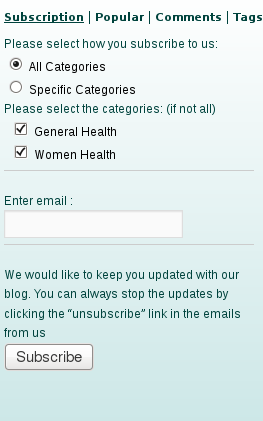 Subscription | Popular | Comments | Tags
Please select how you subscribe to us:
All Categories
Specific Categories
Please select the categories: (if not all)
General Health
Women Health
Enter email :
We would like to keep you updated with our
blog. You can always stop the updates by
clicking the “unsubscribe” link in the emails
from us
Subscribe